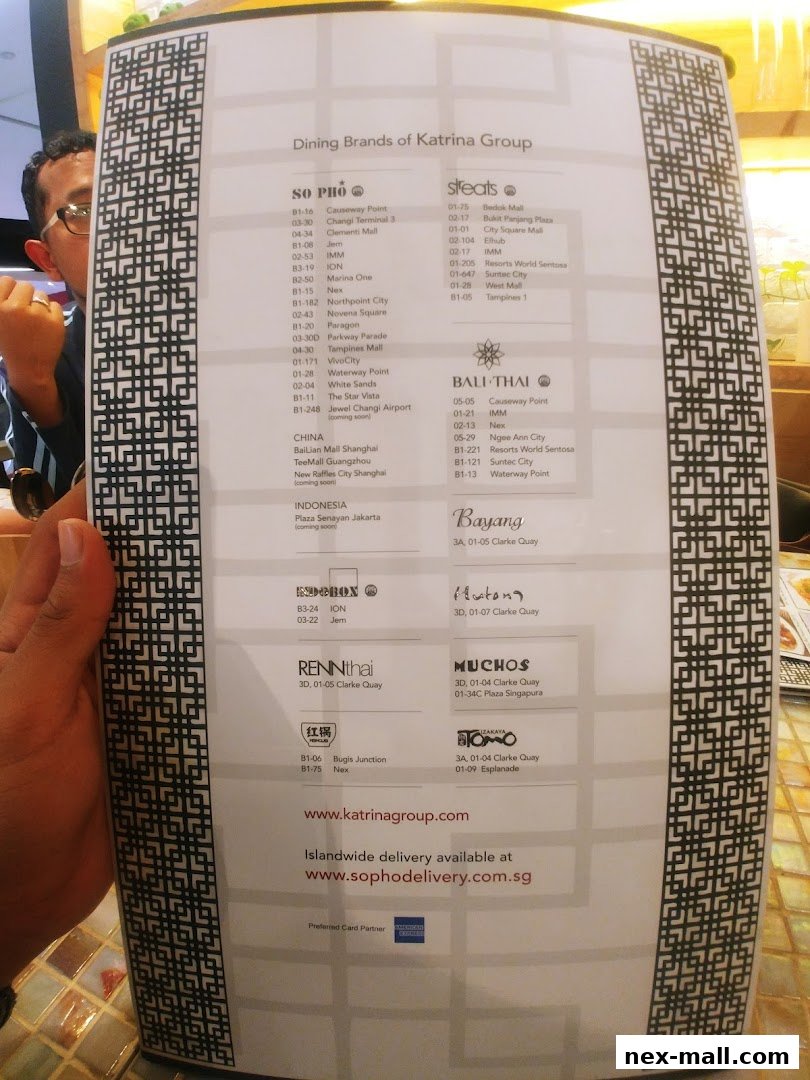 Dining Brands of Katrina Group
SO PHO
B1-16 Causeway Point
03-30 Changi Terminal 3
04-34 Clementi Mall
B1-08 Jem
02-53 IMM
B3-19 ION
B2-50 Marina One
B1-15 Nex
B1-182 Northpoint City
02-43 Novena Square
B1-20 Paragon
03-30D Parkway Parade
04-30 Tampines Mall
01-171 VivoCity
01-28 Waterway Point
02-04 White Sands
B1-11 The Star Vista
B1-248 Jewel Changi Airport
(coming soon)
CHINA
BaiLian Mall Shanghai
TeeMall Guangzhou
New Raffles City Shanghai
(coming soon)
INDONESIA
Plaza Senayan Jakarta
(coming soon)
INDOBOX
B3-24 ION
03-22 Jem
RENNthai
3D, 01-05 Clarke Quay
红锅
B1-06 Bugis Junction
B1-75 Nex
streats
01-75 Bedok Mall
02-17 Bukit Panjang Plaza
01-01 City Square Mall
02-104 E!hub
02-17 IMM
01-205 Resorts World Sentosa
01-647 Suntec City
01-28 West Mall
B1-05 Tampines 1
BALI·THAI
05-05 Causeway Point
01-21 IMM
02-13 Nex
05-29 Ngee Ann City
B1-221 Resorts World Sentosa
B1-121 Suntec City
B1-13 Waterway Point
Bayang
3A, 01-05 Clarke Quay
Hutong
3D, 01-07 Clarke Quay
MUCHOS
3D, 01-04 Clarke Quay
01-34C Plaza Singapura
IZAKAYA
TOMO
3A, 01-04 Clarke Quay
01-09 Esplanade
www.katrinagroup.com
Islandwide delivery available at
www.sophodelivery.com.sg
Preferred Card Partner
AMERICAN
EXPRESS
nex-mall.com